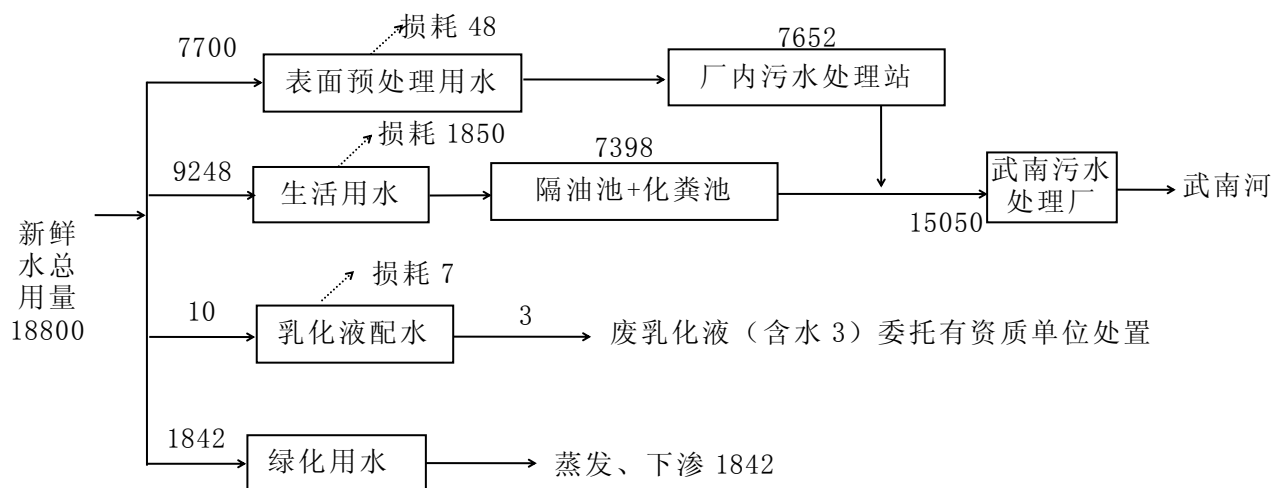 损耗 48
7700
7652
表面预处理用水
厂内污水处理站
损耗 1850
9248
7398
生活用水
隔油池+化粪池
武南污水
处理厂
武南河
15050
新鲜
水总
用量
18800
损耗 7
10
3
乳化液配水
废乳化液（含水 3）委托有资质单位处置
1842
绿化用水
蒸发、下渗 1842